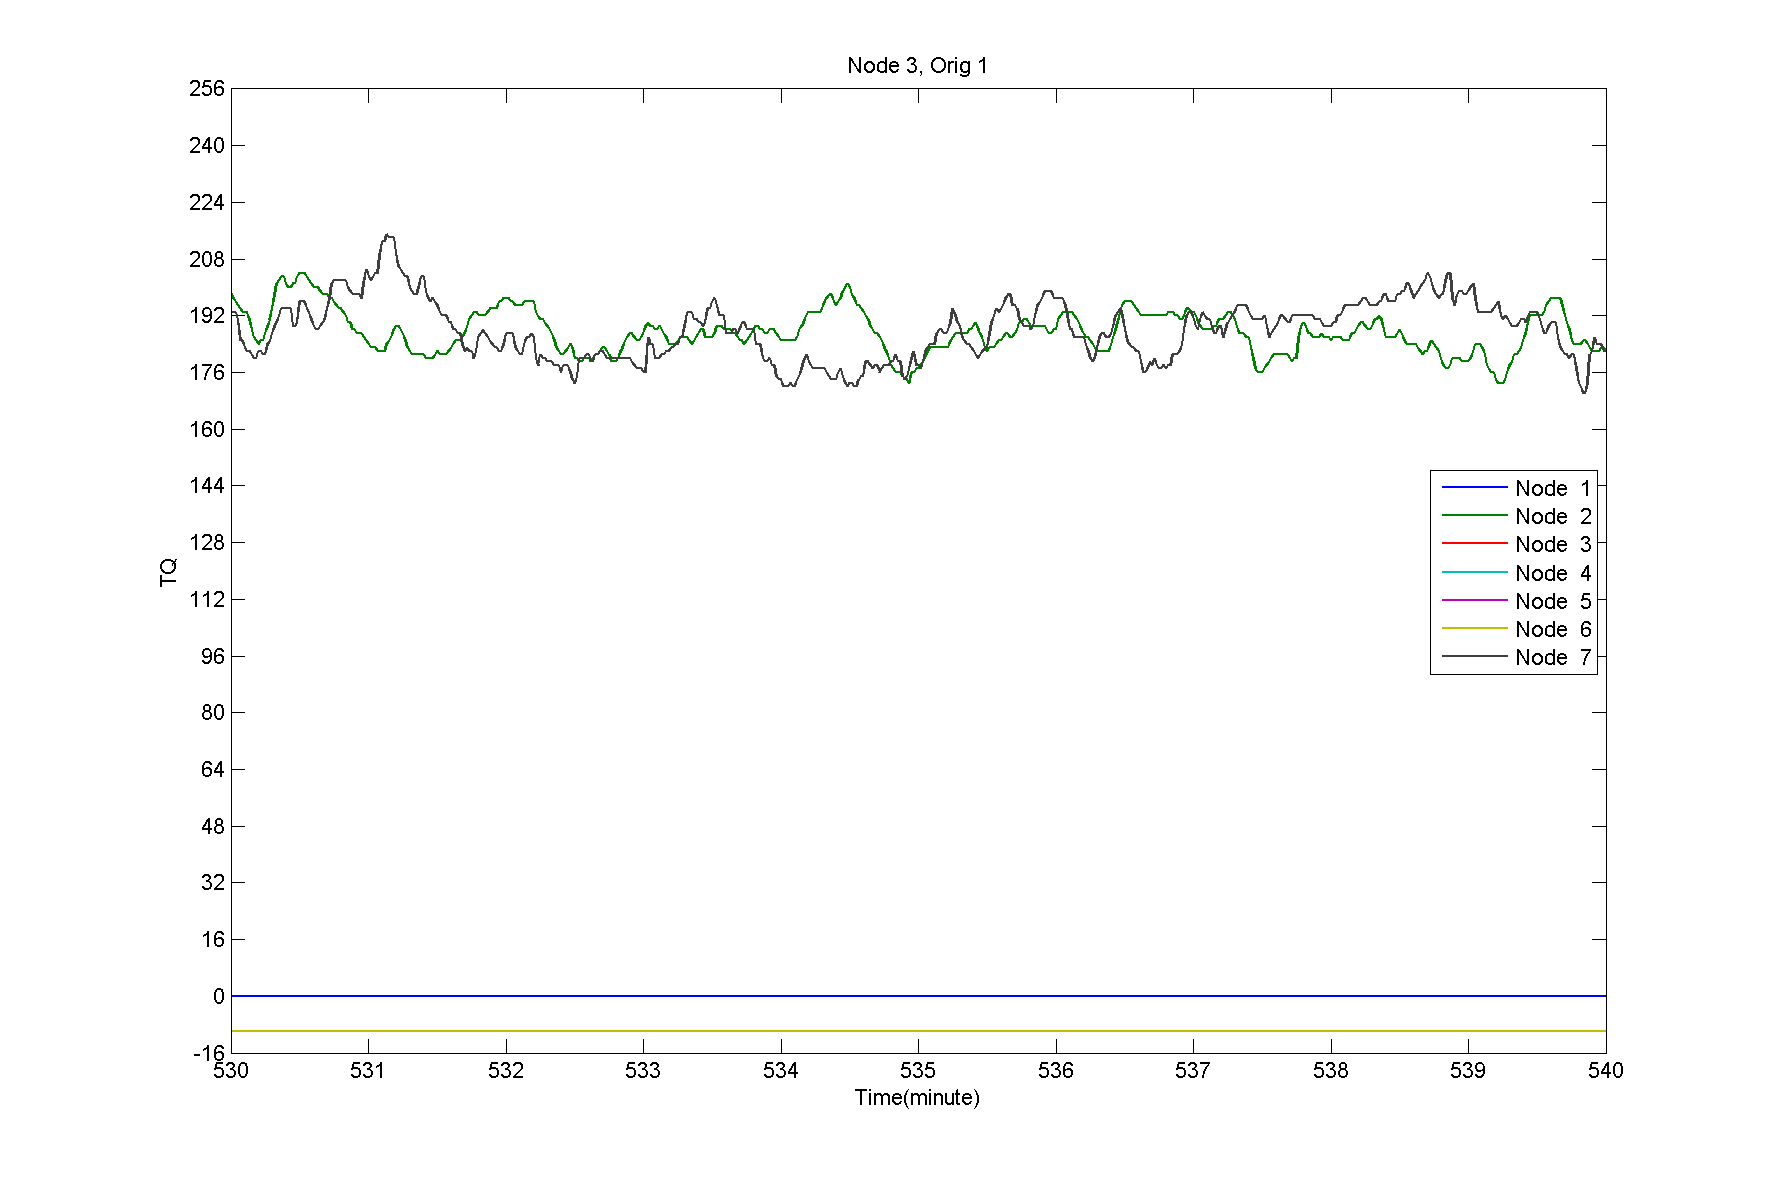 Node 3, Orig 1
256
240
224
208
192
176
160
144
128
112
96
80
64
48
32
16
0
-16
TQ
Node 1
Node 2
Node 3
Node 4
Node 5
Node 6
Node 7
530 531 532 533 534 535 536 537 538 539 540
Time(minute)